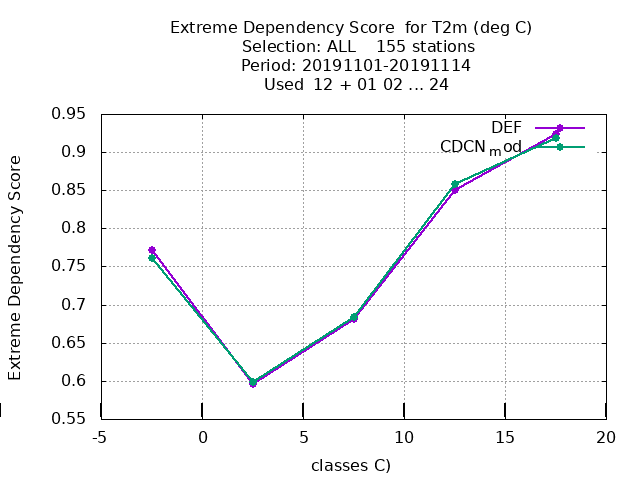 Extreme Dependency Score  for T2m (deg C)
Selection: ALL    155 stations
Period: 20191101-20191114
Used  12 + 01 02 ... 24
Extreme Dependency Score
0.95
0.9
0.85
0.8
0.75
0.7
0.65
0.6
0.55
DEF
CDCN mod
-5
0
5
10
15
20
classes C)